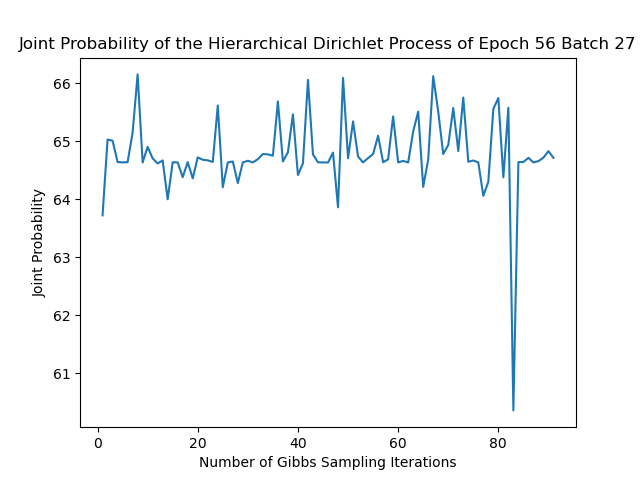 Joint Probability of the Hierarchical Dirichlet Process of Epoch 56 Batch 27
66
65
64
63
62
61
Joint Probability
0 20 40 60 80
Number of Gibbs Sampling Iterations